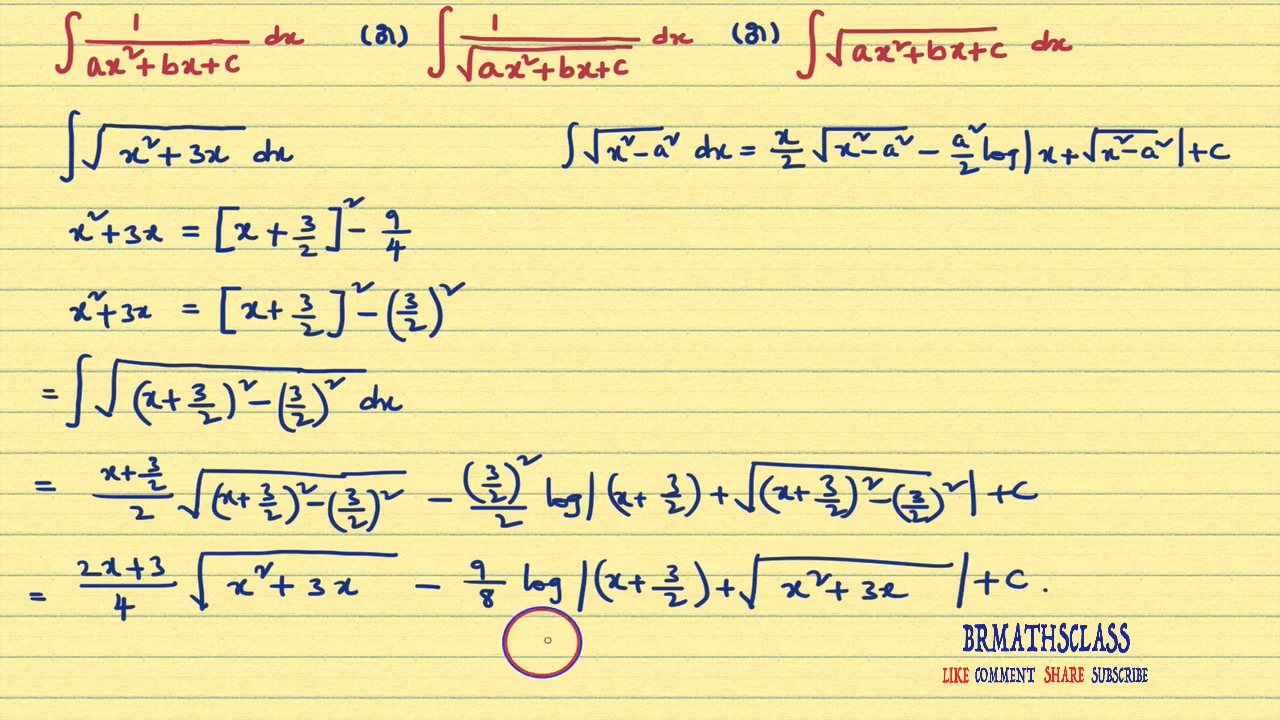 ∫ 1/(ax²+bx+c) dx (or) ∫ 1/√(ax²+bx+c) dx (or) ∫ √(ax²+bx+c) dx
∫ √(x²+3x) dx
∫ √(x²-a²) dx = x/2 √(x²-a²) - a²/2 log|x+√(x²-a²)|+c
x²+3x = [x+3/2]² - 9/4
x²+3x = [x+3/2]² - (3/2)²
= ∫ √((x+3/2)²-(3/2)²) dx
= (x+3/2)/2 √((x+3/2)²-(3/2)²) - (3/2)²/2 log|(x+3/2)+√((x+3/2)²-(3/2)²)|+c
= (2x+3)/4 √(x²+3x) - 9/8 log|(x+3/2)+√(x²+3x)|+c.
BRMATHSCLASS
LIKE COMMENT SHARE SUBSCRIBE